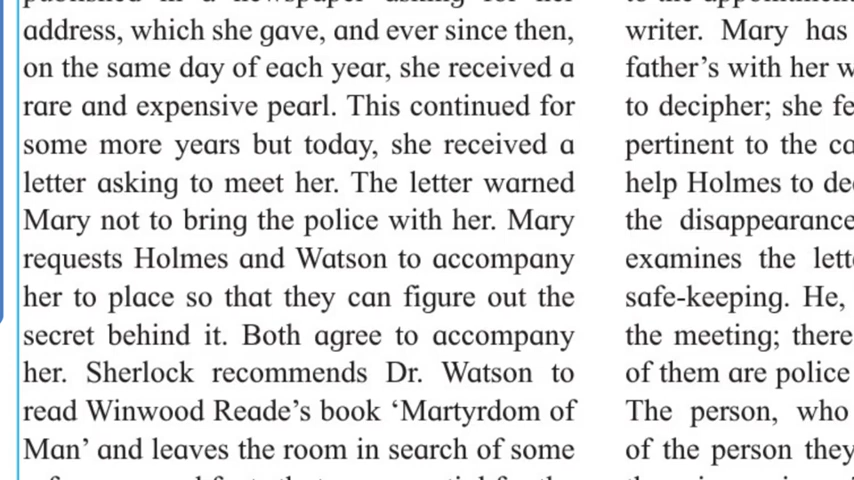 address, which she gave, and ever since then,
on the same day of each year, she received a
rare and expensive pearl. This continued for
some more years but today, she received a
letter asking to meet her. The letter warned
Mary not to bring the police with her. Mary
requests Holmes and Watson to accompany
her to place so that they can figure out the
secret behind it. Both agree to accompany
her. Sherlock recommends Dr. Watson to
read Winwood Reade’s book ‘Martyrdom of
Man’ and leaves the room in search of some
writer. Mary has
father’s with her
to decipher; she
pertinent to the
help Holmes to
the disappearance
examines the
safe-keeping. He,
the meeting; there
of them are police
The person, who
of the person they